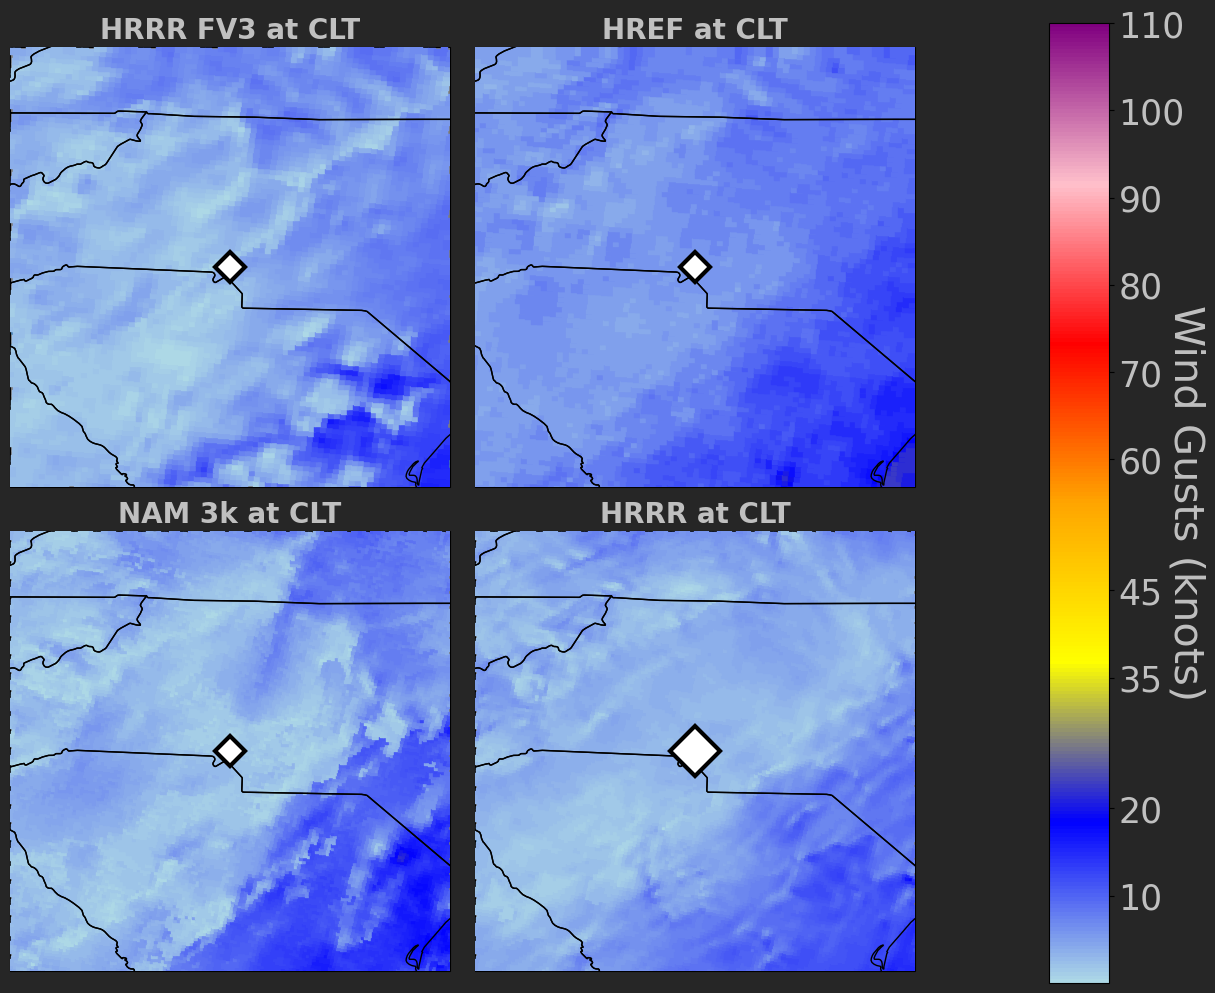 HRRR FV3 at CLT
HREF at CLT
NAM 3k at CLT
HRRR at CLT
110
100
90
80
70
60
45
35
20
10
Wind Gusts (knots)